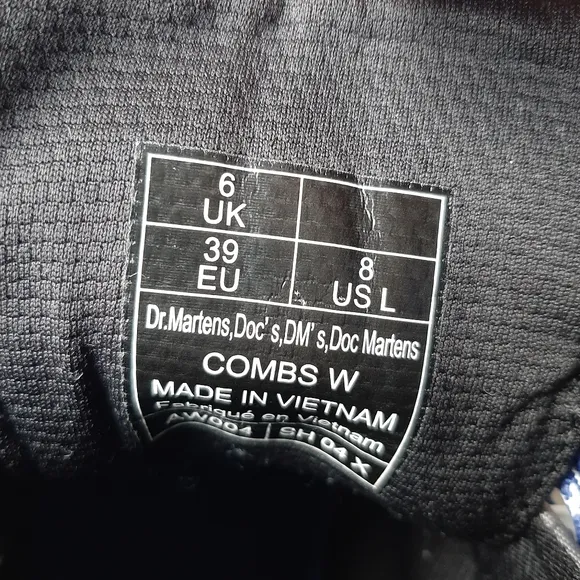 6
UK
39
EU
8
US L
Dr.Martens,Doc's,DM's,Doc Martens
COMBS W
MADE IN VIETNAM
Fabriqué en Vietnam
AW004 SH 04 X